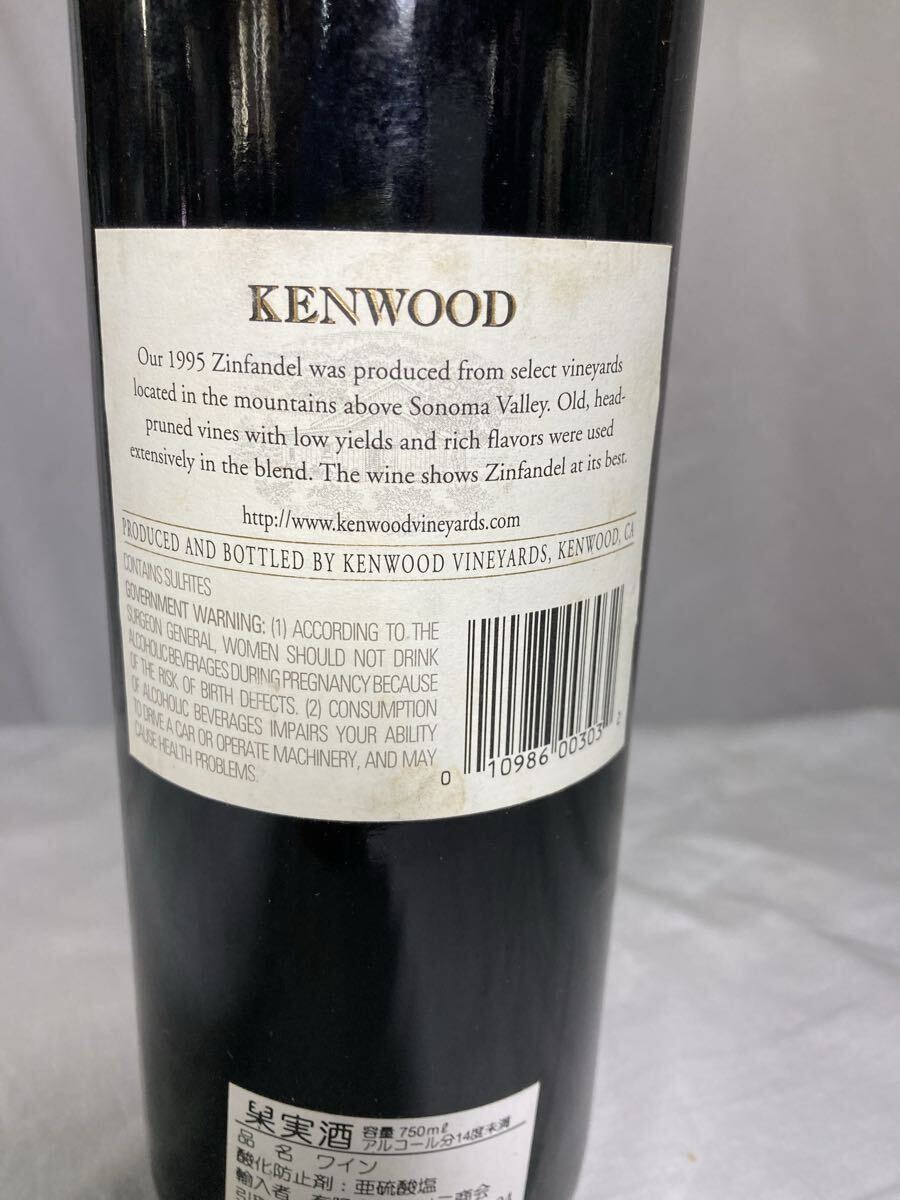 KENWOOD
Our 1995 Zinfandel was produced from select vineyards
located in the mountains above Sonoma Valley. Old, head-
pruned vines with low yields and rich flavors were used
extensively in the blend. The wine shows Zinfandel at its best.
http://www.kenwoodvineyards.com
PRODUCED AND BOTTLED BY KENWOOD VINEYARDS, KENWOOD, CA
CONTAINS SULFITES
GOVERNMENT WARNING: (1) ACCORDING TO THE
SURGEON GENERAL, WOMEN SHOULD NOT DRINK
ALCOHOLIC BEVERAGES DURING PREGNANCY BECAUSE
OF THE RISK OF BIRTH DEFECTS. (2) CONSUMPTION
OF ALCOHOLIC BEVERAGES IMPAIRS YOUR ABILITY
TO DRIVE A CAR OR OPERATE MACHINERY, AND MAY
CAUSE HEALTH PROBLEMS.
0 10986 00303 2
果実酒 容量 750mℓ
アルコール分14度未満
品名 ワイン
酸化防止剤：亜硫酸塩
輸入者 商会